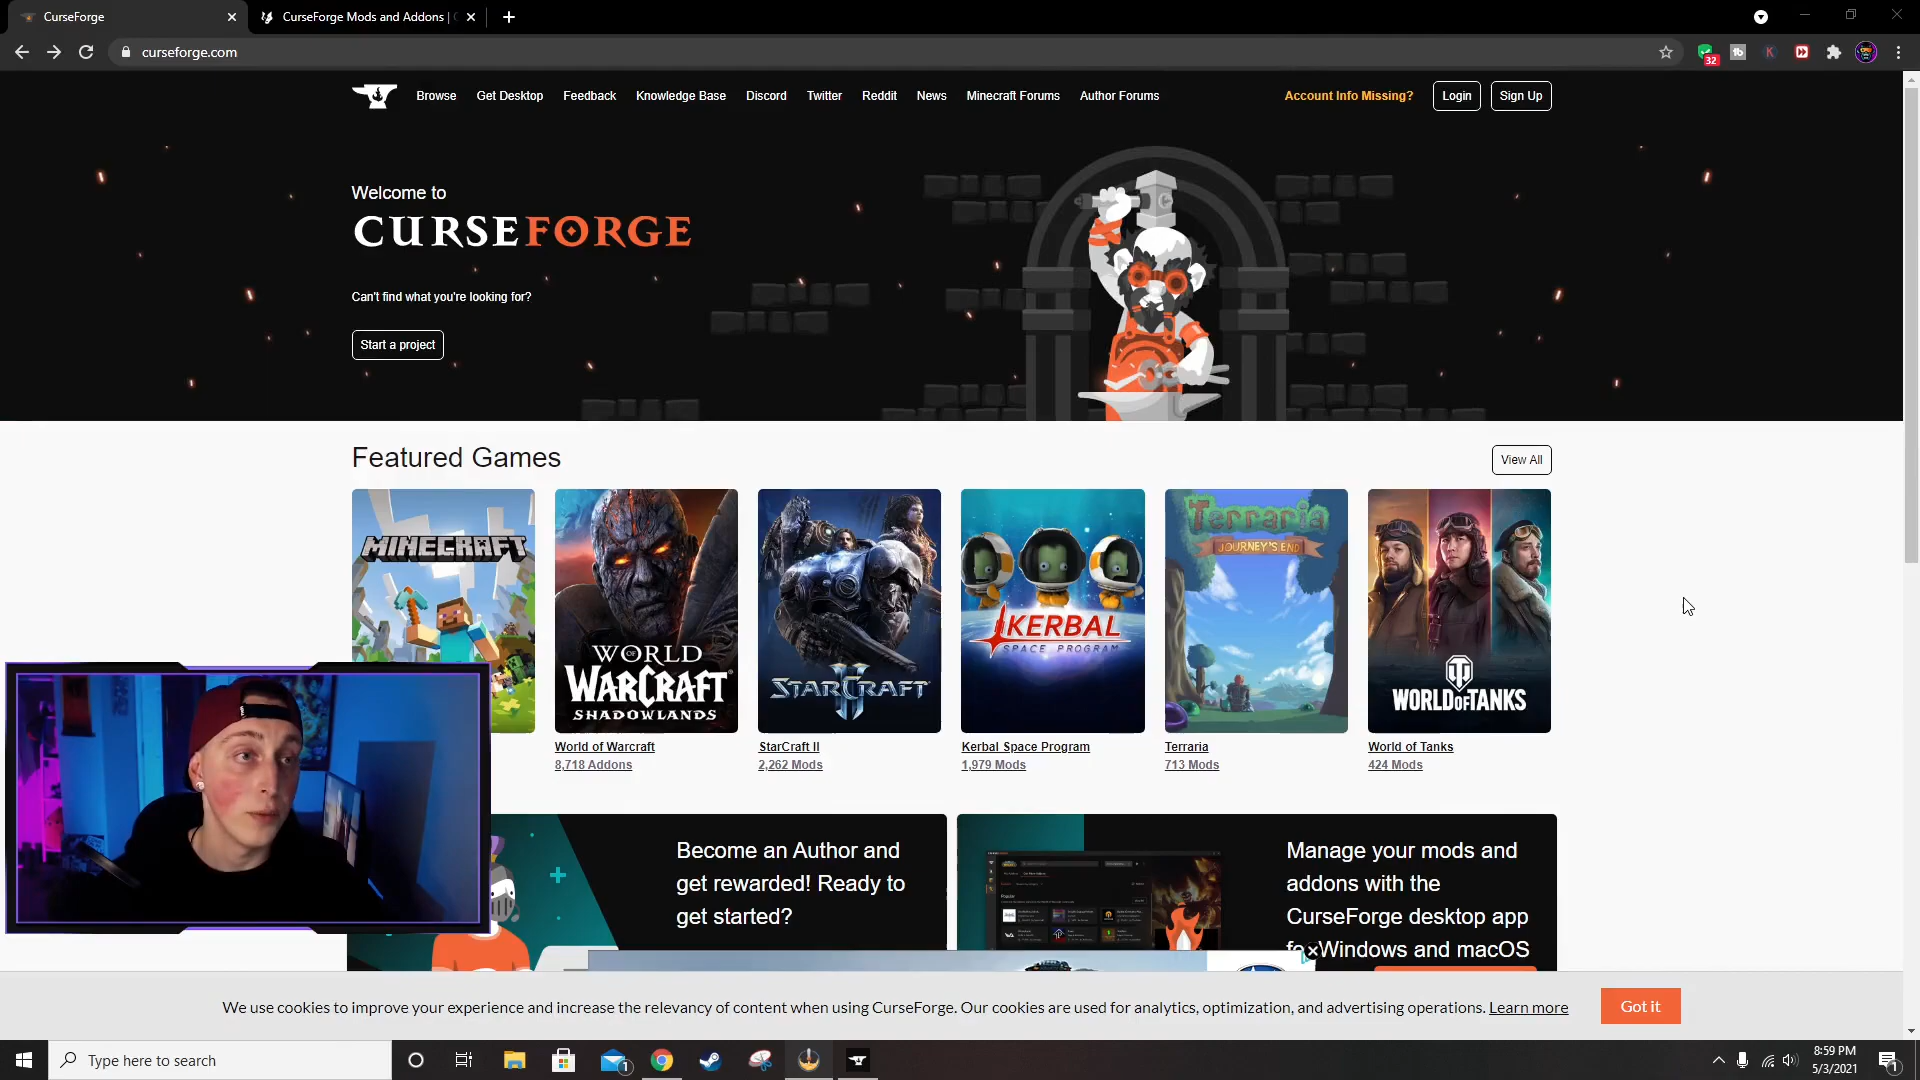 CurseForge
CurseForge Mods and Addons |
curseforge.com
32
Browse
Get Desktop
Feedback
Knowledge Base
Discord
Twitter
Reddit
News
Minecraft Forums
Author Forums
Account Info Missing?
Login
Sign Up
Welcome to
CURSEFORGE
Can't find what you're looking for?
Start a project
Featured Games
View All
MINECRAFT
WORLD OF WARCRAFT
SHADOWLANDS
STARCRAFT
II
KERBAL
SPACE PROGRAM
Terraria
JOURNEY'S END
WORLD OF TANKS
World of Warcraft
8,718 Addons
StarCraft II
2,262 Mods
Kerbal Space Program
1,979 Mods
Terraria
713 Mods
World of Tanks
424 Mods
Become an Author and
get rewarded! Ready to
get started?
Manage your mods and
addons with the
CurseForge desktop app
for Windows and macOS
We use cookies to improve your experience and increase the relevancy of content when using CurseForge. Our cookies are used for analytics, optimization, and advertising operations. Learn more
Got it
Type here to search
1
8:59 PM
5/3/2021
1